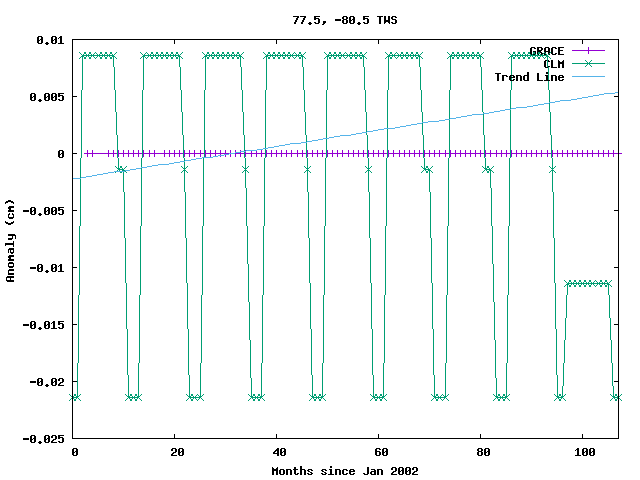 77.5, -80.5 TWS
GRACE
CLM
Trend Line
0.01
0.005
0
-0.005
-0.01
-0.015
-0.02
-0.025
Anomaly (cm)
0 20 40 60 80 100
Months since Jan 2002